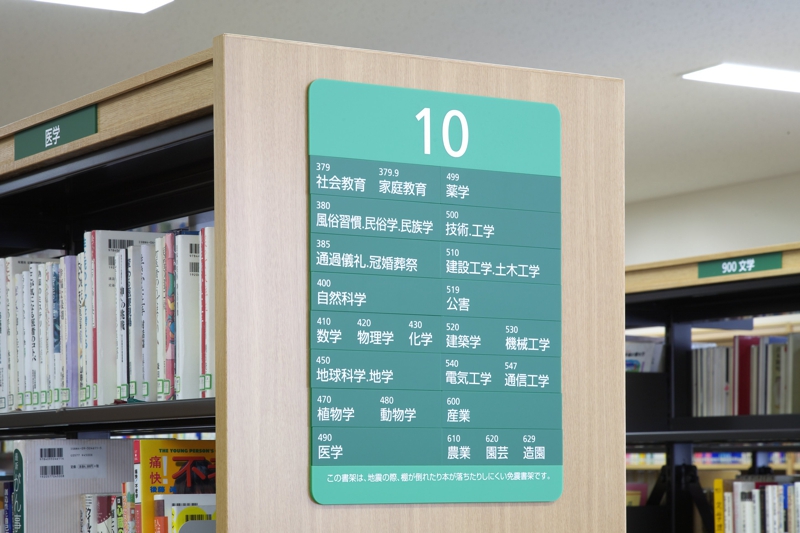 医学
10
379
社会教育
379.9
家庭教育
499
薬学
380
風俗習慣.民俗学.民族学
500
技術.工学
385
通過儀礼.冠婚葬祭
510
建設工学.土木工学
400
自然科学
519
公害
410
数学
420
物理学
430
化学
520
建築学
530
機械工学
450
地球科学.地学
540
電気工学
547
通信工学
470
植物学
480
動物学
600
産業
490
医学
610
農業
620
園芸
629
造園
この書架は、地震の際、棚が倒れたり本が落ちたりしにくい免震書架です。
900 文学
THE YOUNG PERSON'S
痛快